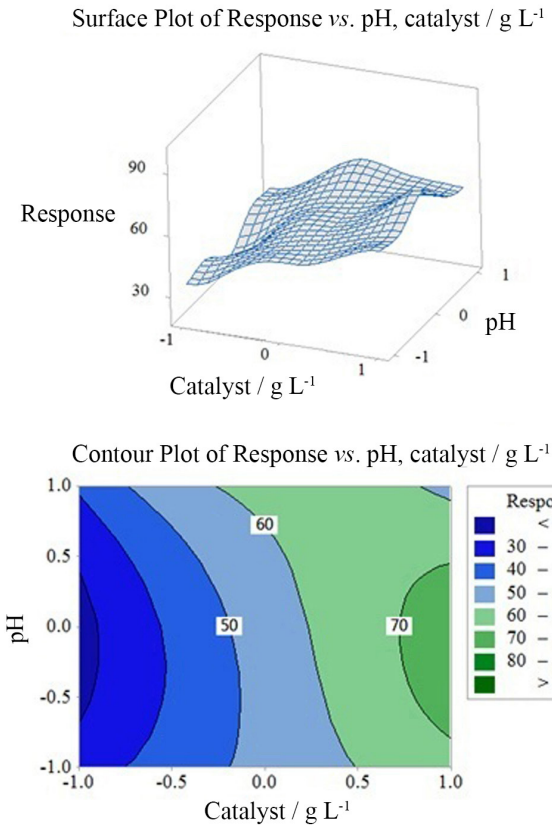 Surface Plot of Response vs. pH, catalyst / g L-1
90
60
30
Response
-1
0
1
Catalyst / g L-1
-1
0
1
pH
Contour Plot of Response vs. pH, catalyst / g L-1
1.0
0.5
0.0
-0.5
-1.0
pH
60
50
70
-1.0 -0.5 0.0 0.5 1.0
Catalyst / g L-1
Respo
<
30 –
40 –
50 –
60 –
70 –
80 –
>